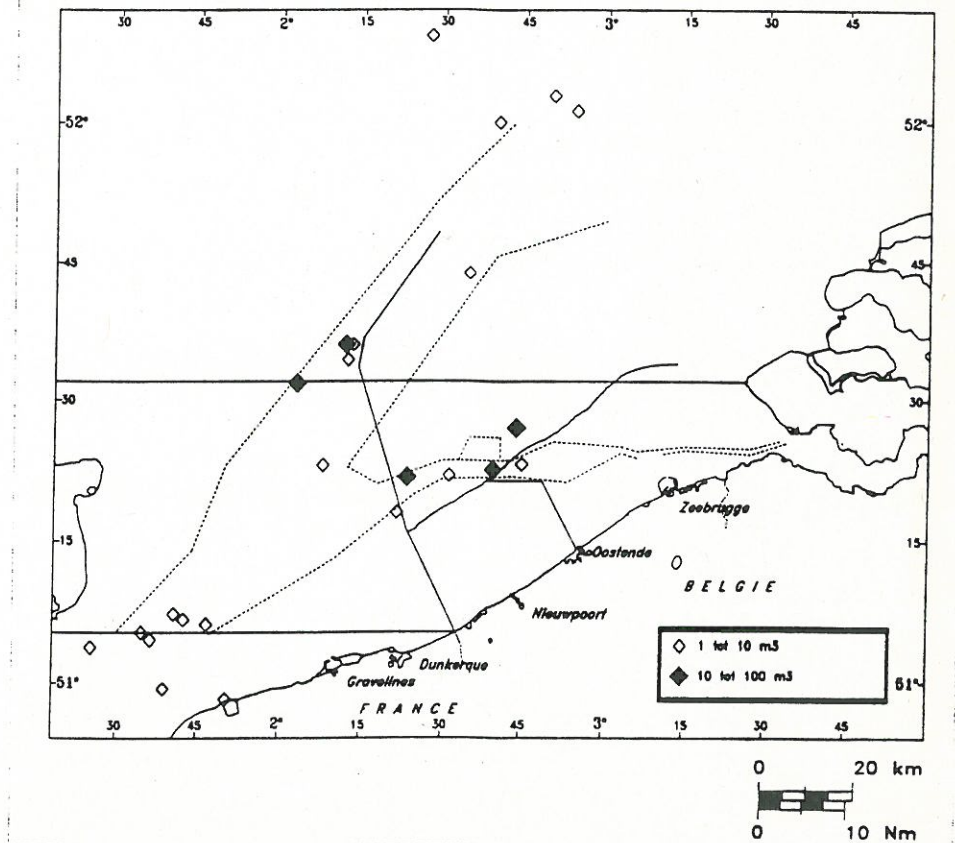 30 45 2° 15 30 45 3° 15 30 45
52° 52°
45 45
30 30
Zeebrugge
15 15
Oostende
BELGIE
Nieuwpoort
1 tot 10 m3
Dunkerque
10 tot 100 m3
Gravelines
51° 51°
FRANCE
30 45 2° 15 30 45 3° 15 30 45
0 20 km
0 10 Nm